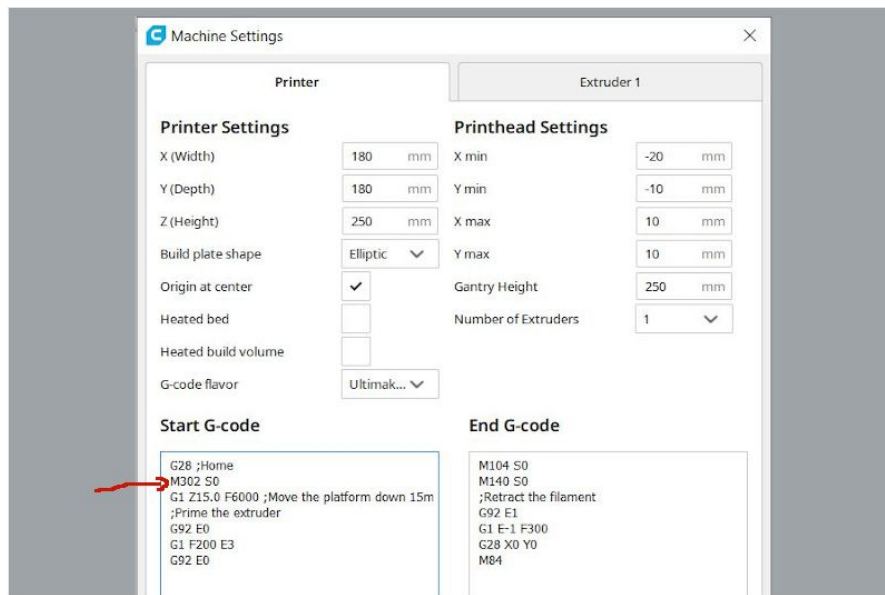 Machine Settings
Printer
Extruder 1
Printer Settings
X (Width) 180 mm
Y (Depth) 180 mm
Z (Height) 250 mm
Build plate shape Elliptic
Origin at center
Heated bed
Heated build volume
G-code flavor Ultimak...
Printhead Settings
X min -20 mm
Y min -10 mm
X max 10 mm
Y max 10 mm
Gantry Height 250 mm
Number of Extruders 1
Start G-code
G28 ;Home
M302 S0
G1 Z15.0 F6000 ;Move the platform down 15m
;Prime the extruder
G92 E0
G1 F200 E3
G92 E0
End G-code
M104 S0
M140 S0
;Retract the filament
G92 E1
G1 E-1 F300
G28 X0 Y0
M84